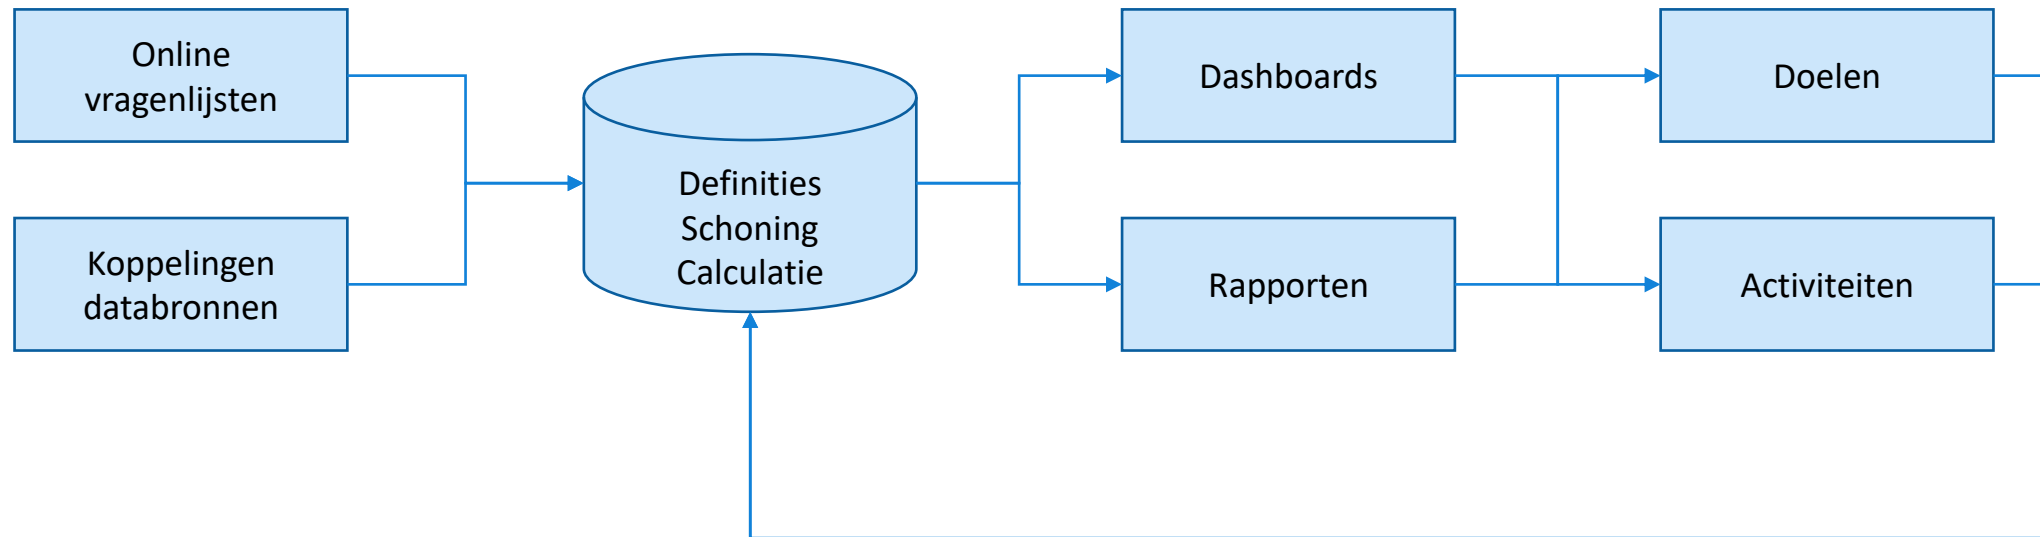 Online
vragenlijsten
Koppelingen
databronnen
Definities
Schoning
Calculatie
Dashboards
Rapporten
Doelen
Activiteiten